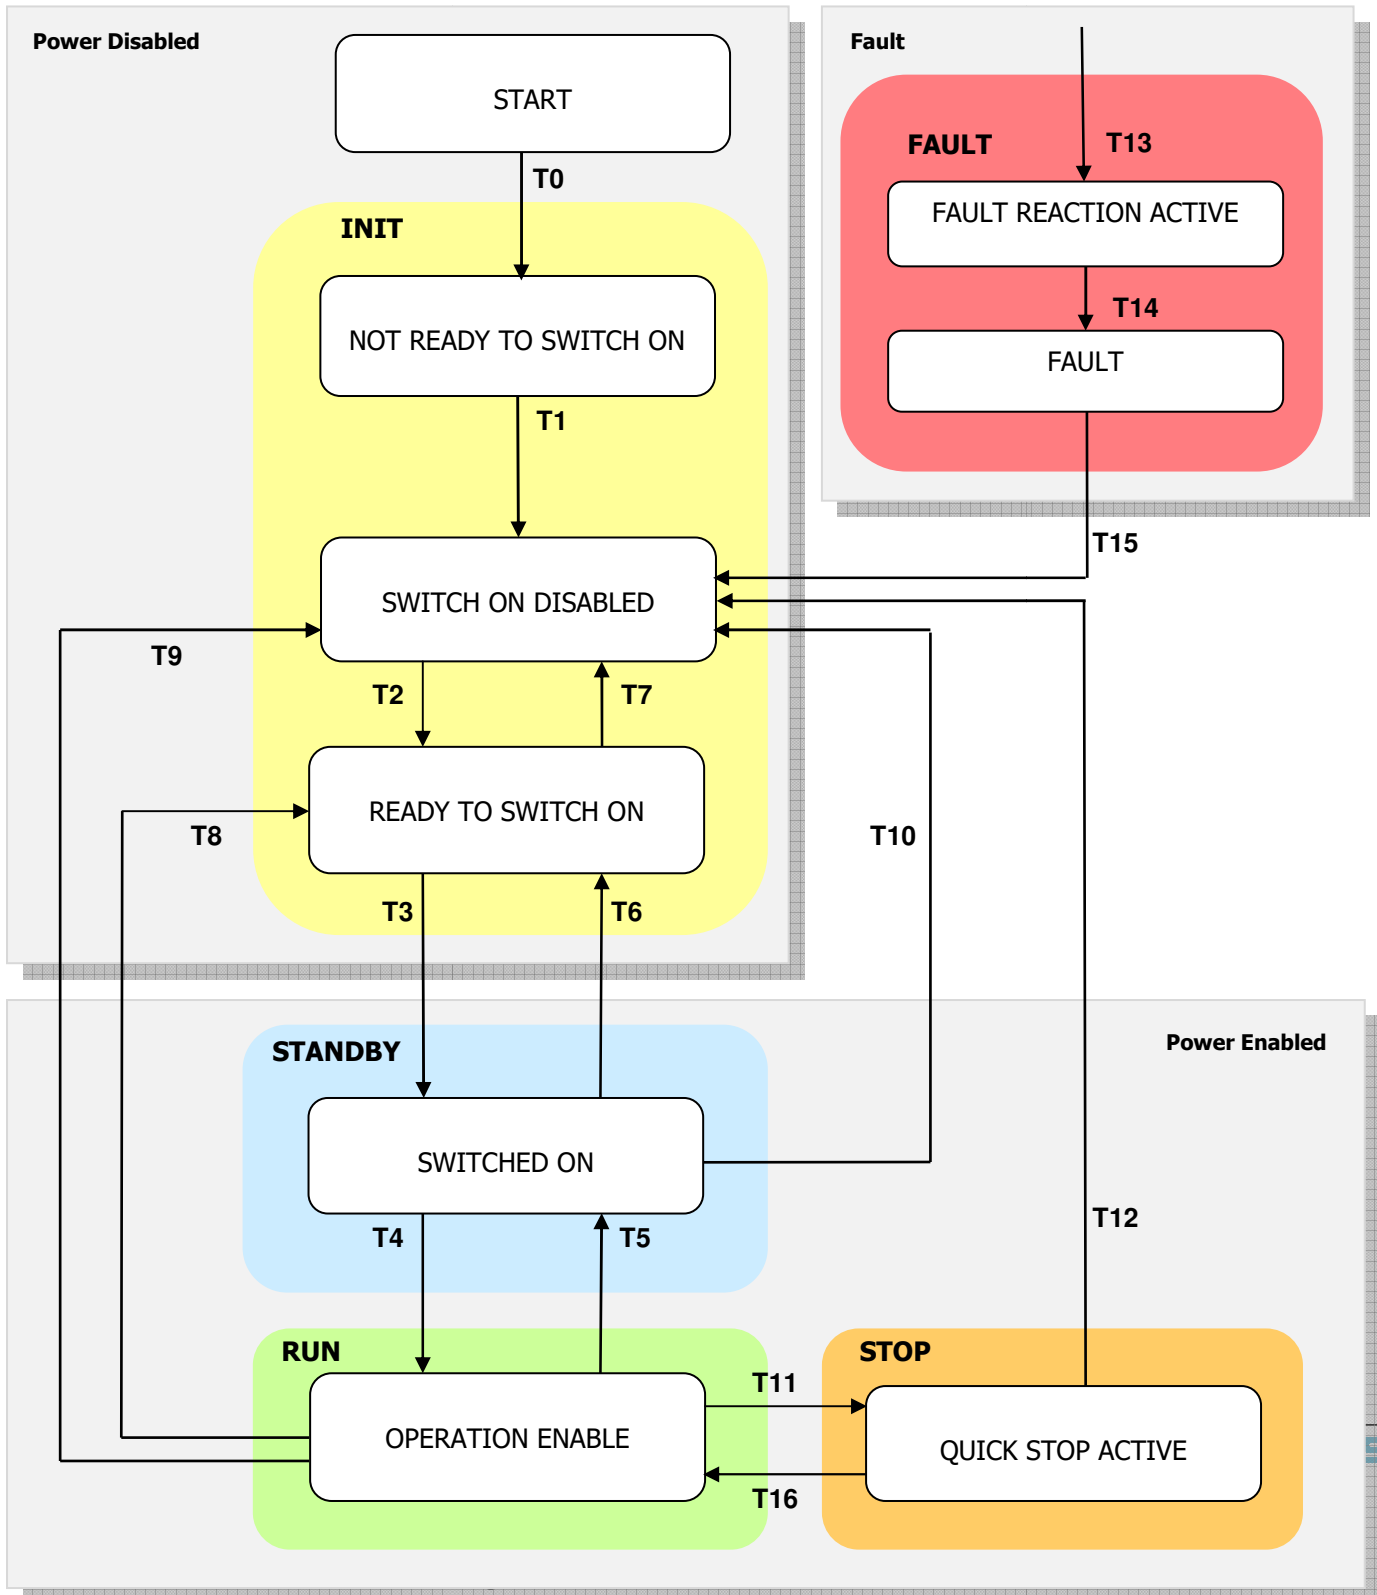 Power Disabled
START
T0
INIT
NOT READY TO SWITCH ON
T1
SWITCH ON DISABLED
T9
T2
T7
READY TO SWITCH ON
T8
T3
T6
Fault
FAULT
T13
FAULT REACTION ACTIVE
T14
FAULT
T15
T10
Power Enabled
STANDBY
SWITCHED ON
T4
T5
T12
RUN
OPERATION ENABLE
T11
T16
STOP
QUICK STOP ACTIVE